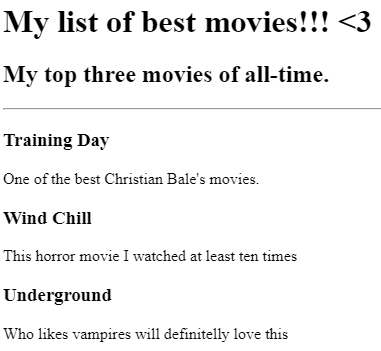 My list of best movies!!! <3
My top three movies of all-time.
Training Day
One of the best Christian Bale's movies.
Wind Chill
This horror movie I watched at least ten times
Underground
Who likes vampires will definitelly love this